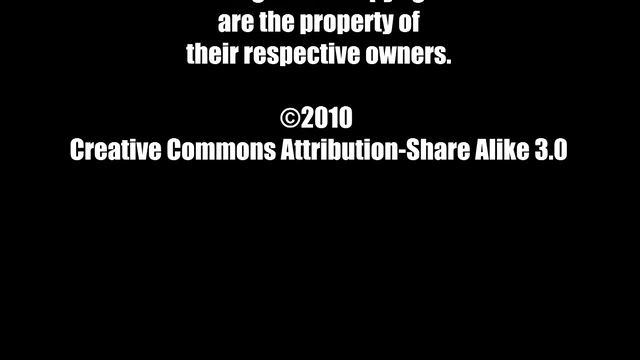 are the property of
their respective owners.
©2010
Creative Commons Attribution-Share Alike 3.0